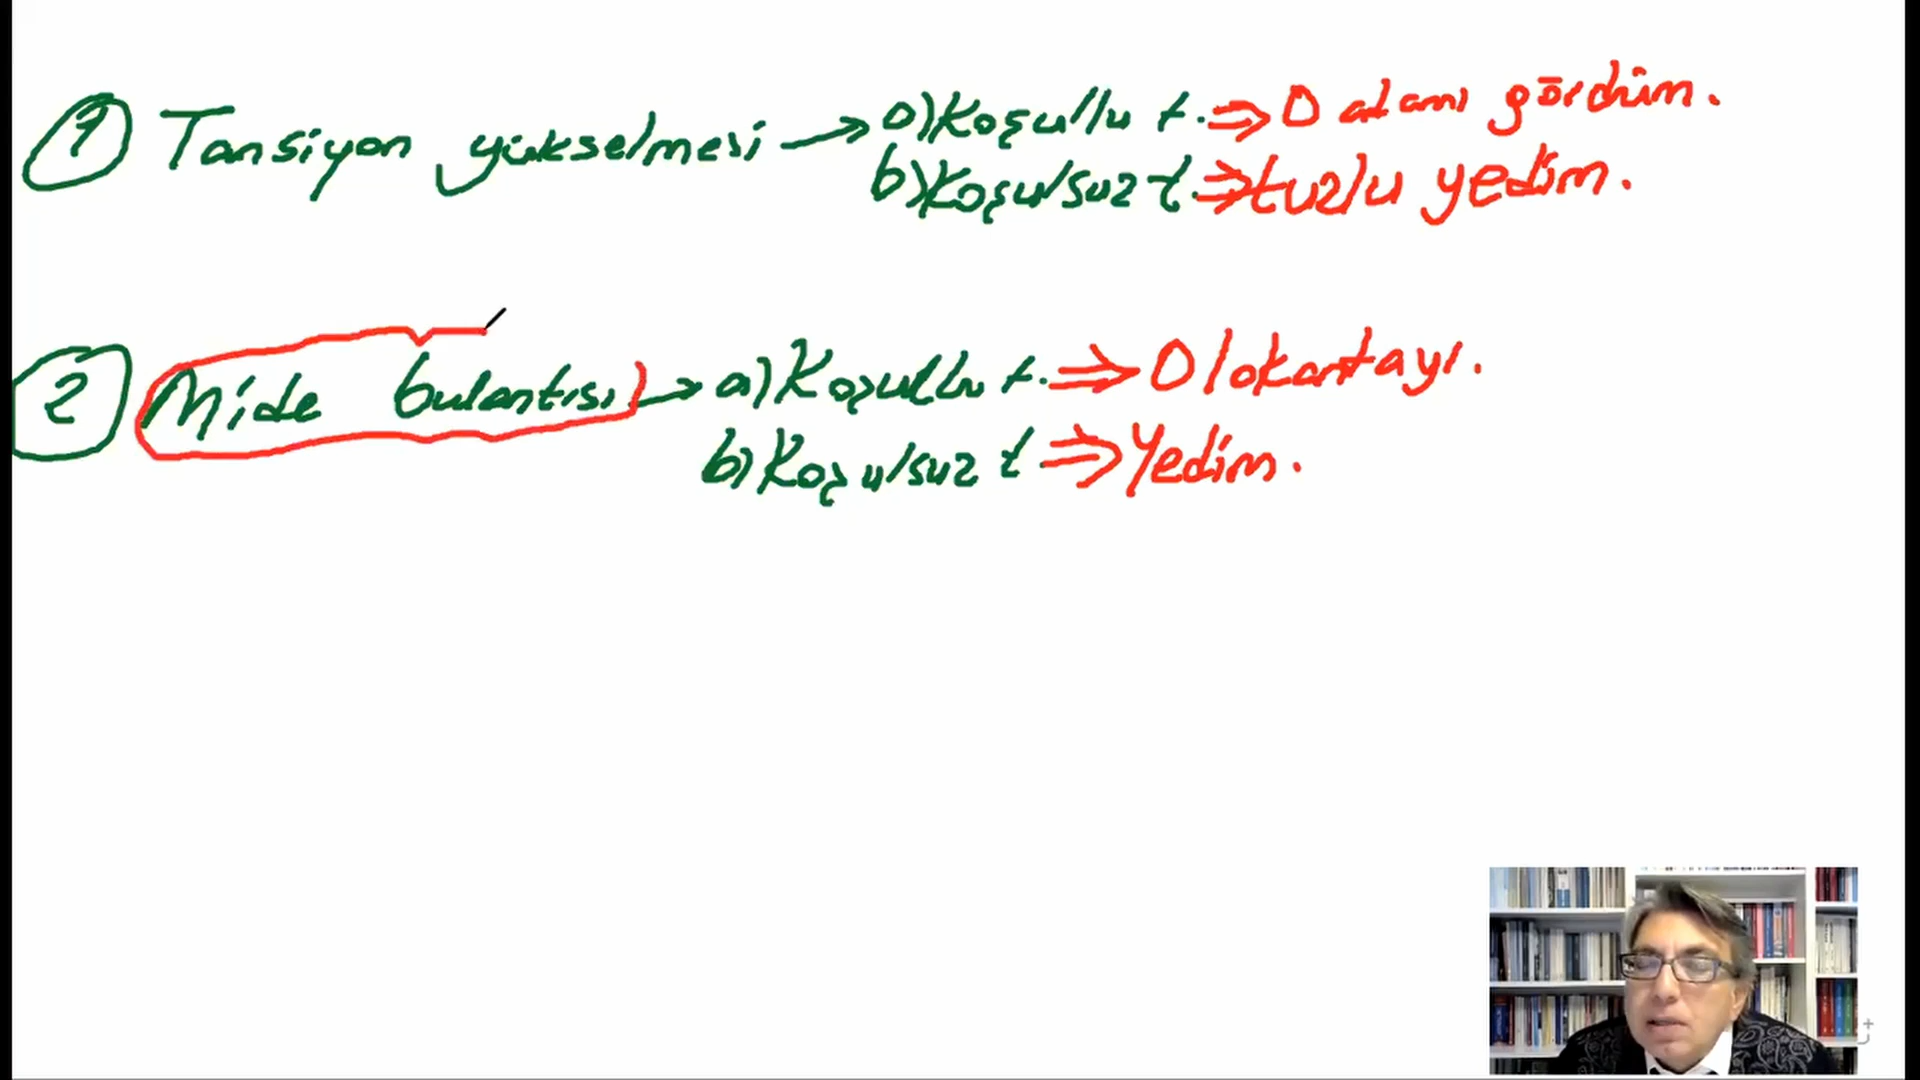 1 Tansiyon yükselmesi → a) Koşullu t. ⇒ O adamı gördüm.
b) Koşulsuz t. ⇒ tuzlu yedim.
2 Mide bulantısı → a) Koşullu t. ⇒ O lokantayı.
b) Koşulsuz t ⇒ Yedim.